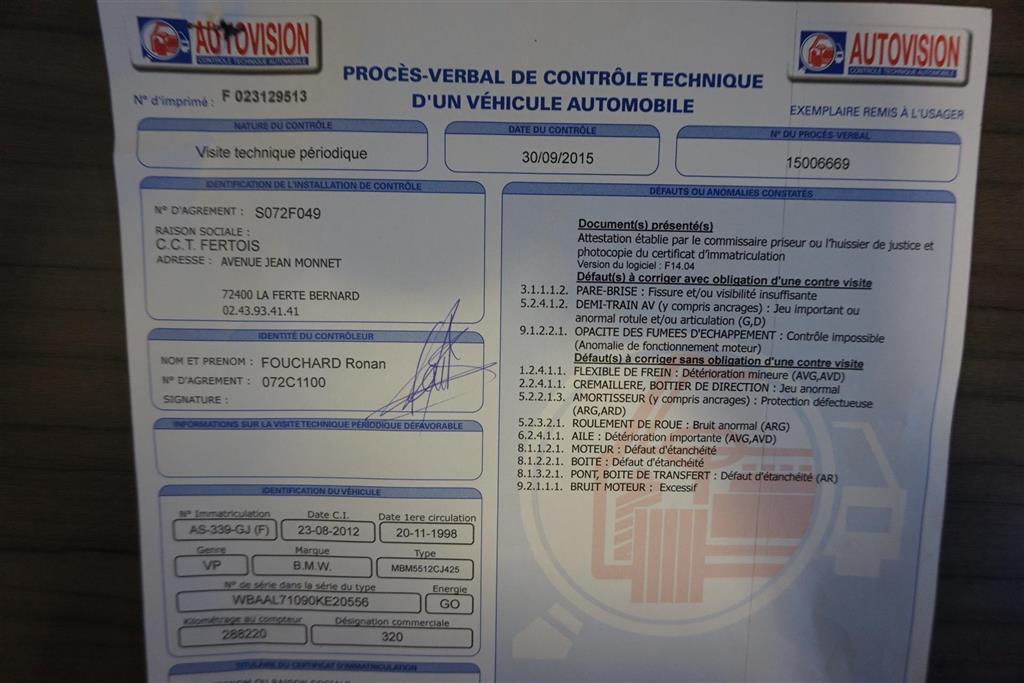 AUTOVISION
CONTROLE TECHNIQUE AUTOMOBILE
AUTOVISION
CONTROLE TECHNIQUE AUTOMOBILE
PROCÈS-VERBAL DE CONTRÔLE TECHNIQUE
D'UN VÉHICULE AUTOMOBILE
N° d'imprimé : F 023129513
EXEMPLAIRE REMIS À L'USAGER
NATURE DU CONTRÔLE
Visite technique périodique
DATE DU CONTRÔLE
30/09/2015
N° DU PROCÈS-VERBAL
15006669
IDENTIFICATION DE L'INSTALLATION DE CONTRÔLE
N° D'AGREMENT : S072F049
RAISON SOCIALE :
C.C.T. FERTOIS
ADRESSE : AVENUE JEAN MONNET
72400 LA FERTE BERNARD
02.43.93.41.41
IDENTITÉ DU CONTRÔLEUR
NOM ET PRENOM : FOUCHARD Ronan
N° D'AGREMENT : 072C1100
SIGNATURE :
INFORMATIONS SUR LA VISITE TECHNIQUE PÉRIODIQUE DÉFAVORABLE
IDENTIFICATION DU VÉHICULE
N° Immatriculation
AS-339-GJ (F)
Date C.I.
23-08-2012
Date 1ere circulation
20-11-1998
Genre
VP
Marque
B.M.W.
Type
MBM5512CJ425
N° de série dans la série du type
WBAAL71090KE20556
Energie
GO
Kilométrage au compteur
288220
Désignation commerciale
320
TITULAIRE DU CERTIFICAT D'IMMATRICULATION
NOM OU RAISON SOCIALE
DÉFAUTS OU ANOMALIES CONSTATÉS
Document(s) présenté(s)
Attestation établie par le commissaire priseur ou l'huissier de justice et
photocopie du certificat d'immatriculation
Version du logiciel : F14.04
Défaut(s) à corriger avec obligation d'une contre visite
3.1.1.1.2. PARE-BRISE : Fissure et/ou visibilité insuffisante
5.2.4.1.2. DEMI-TRAIN AV (y compris ancrages) : Jeu important ou
anormal rotule et/ou articulation (G,D)
9.1.2.2.1. OPACITE DES FUMEES D'ECHAPPEMENT : Contrôle impossible
(Anomalie de fonctionnement moteur)
Défaut(s) à corriger sans obligation d'une contre visite
1.2.4.1.1. FLEXIBLE DE FREIN : Détérioration mineure (AVG,AVD)
2.2.4.1.1. CREMAILLERE, BOITIER DE DIRECTION : Jeu anormal
5.2.2.1.3. AMORTISSEUR (y compris ancrages) : Protection défectueuse
(ARG,ARD)
5.2.3.2.1. ROULEMENT DE ROUE : Bruit anormal (ARG)
6.2.4.1.1. AILE : Détérioration importante (AVG,AVD)
8.1.1.2.1. MOTEUR : Défaut d'étanchéité
8.1.2.2.1. BOITE : Défaut d'étanchéité
8.1.3.2.1. PONT, BOITE DE TRANSFERT : Défaut d'étanchéité (AR)
9.2.1.1.1. BRUIT MOTEUR : Excessif